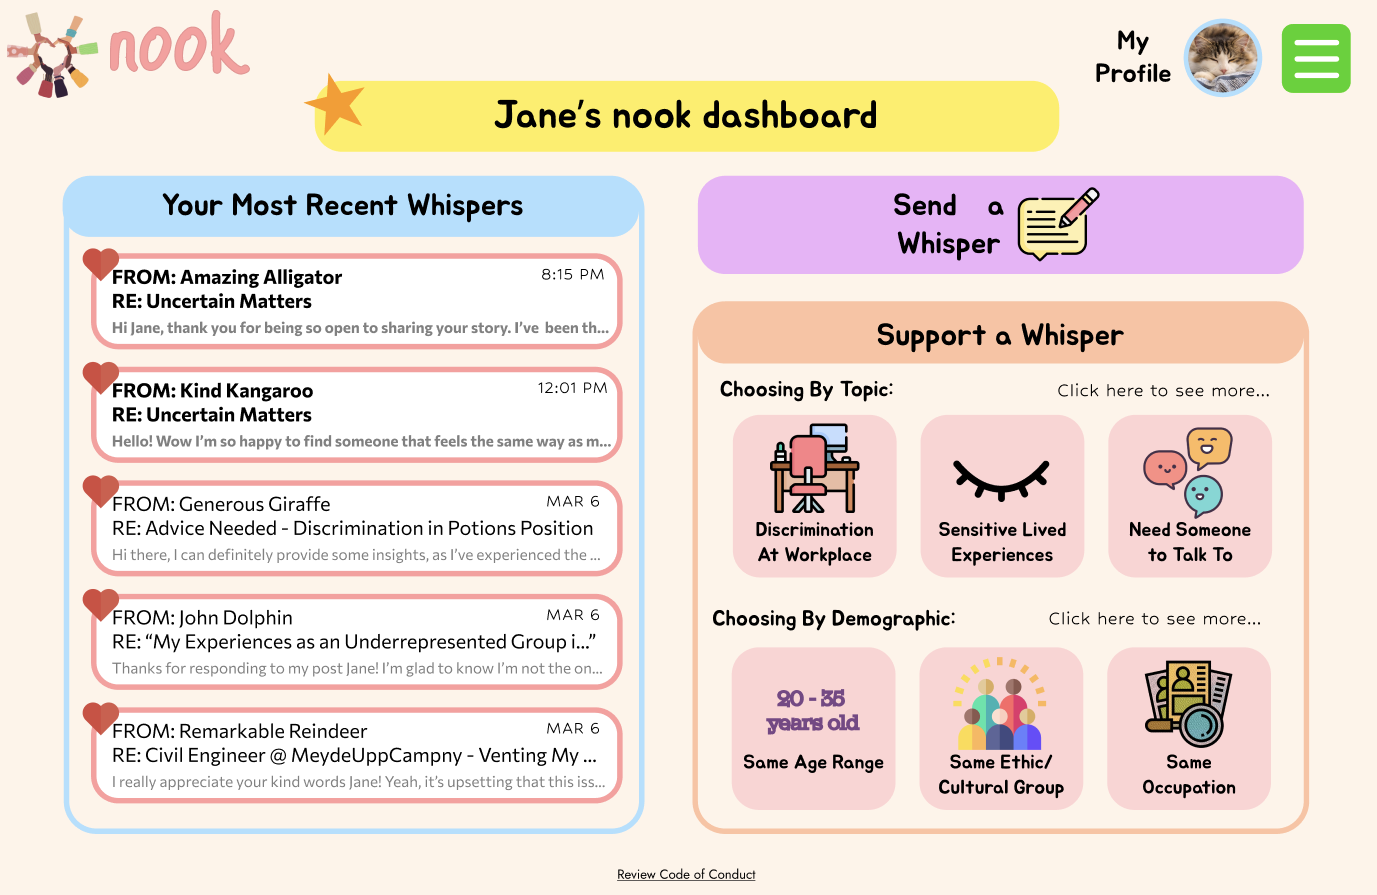 nook
My
Profile
Jane's nook dashboard
Your Most Recent Whispers
FROM: Amazing Alligator
8:15 PM
RE: Uncertain Matters
Hi Jane, thank you for being so open to sharing your story. I've been th...
FROM: Kind Kangaroo
12:01 PM
RE: Uncertain Matters
Hello! Wow I'm so happy to find someone that feels the same way as m...
FROM: Generous Giraffe
MAR 6
RE: Advice Needed - Discrimination in Potions Position
Hi there, I can definitely provide some insights, as I've experienced the ...
FROM: John Dolphin
MAR 6
RE: “My Experiences as an Underrepresented Group i...”
Thanks for responding to my post Jane! I'm glad to know I'm not the on...
FROM: Remarkable Reindeer
MAR 6
RE: Civil Engineer @ MeydeUppCampny - Venting My ...
I really appreciate your kind words Jane! Yeah, it's upsetting that this iss...
Send a
Whisper
Support a Whisper
Choosing By Topic:
Click here to see more...
Discrimination
At Workplace
Sensitive Lived
Experiences
Need Someone
to Talk To
Choosing By Demographic:
Click here to see more...
20 - 35
years old
Same Age Range
Same Ethic/
Cultural Group
Same
Occupation
Review Code of Conduct